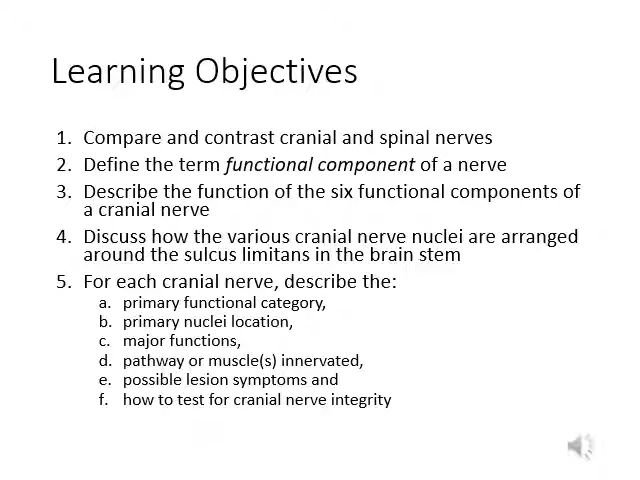 Learning Objectives
1. Compare and contrast cranial and spinal nerves
2. Define the term functional component of a nerve
3. Describe the function of the six functional components of
a cranial nerve
4. Discuss how the various cranial nerve nuclei are arranged
around the sulcus limitans in the brain stem
5. For each cranial nerve, describe the:
a. primary functional category,
b. primary nuclei location,
c. major functions,
d. pathway or muscle(s) innervated,
e. possible lesion symptoms and
f. how to test for cranial nerve integrity